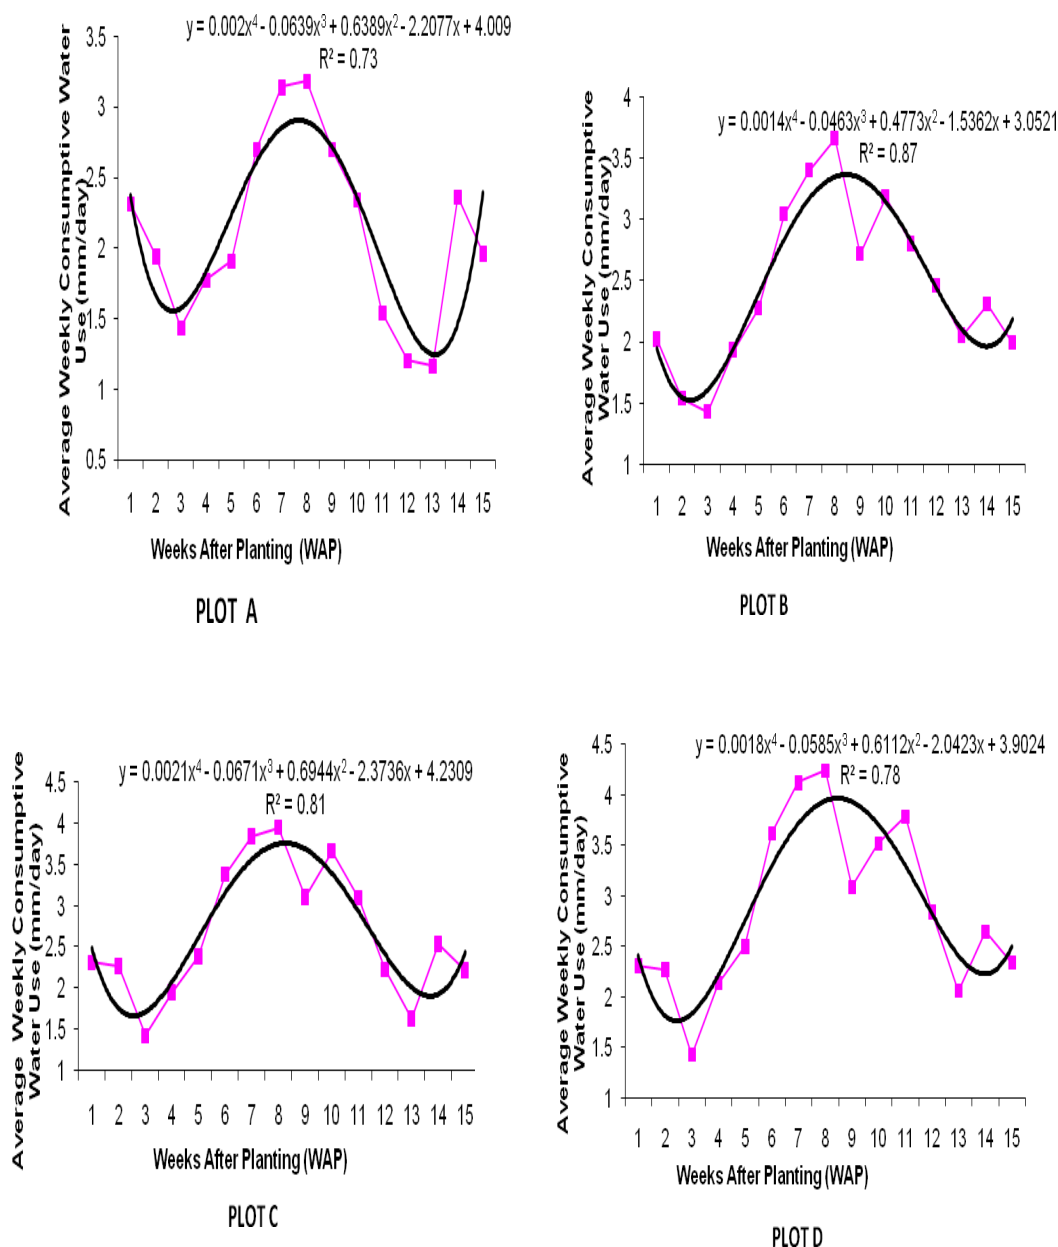 y = 0.002x⁴ - 0.0639x³ + 0.6389x² - 2.2077x + 4.009
R² = 0.73
Average Weekly Consumptive Water
Use (mm/day)
3.5
3
2.5
2
1.5
1
0.5
1 2 3 4 5 6 7 8 9 10 11 12 13 14 15
Weeks After Planting (WAP)
PLOT A
y = 0.0014x⁴ - 0.0463x³ + 0.4773x² - 1.5362x + 3.0521
R² = 0.87
Average Weekly Consumptive
Water Use (mm/day)
4
3.5
3
2.5
2
1.5
1
1 2 3 4 5 6 7 8 9 10 11 12 13 14 15
Weeks After Planting (WAP)
PLOT B
y = 0.0021x⁴ - 0.0671x³ + 0.6944x² - 2.3736x + 4.2309
R² = 0.81
Average Weekly Consumptive
Water Use (mm/day)
4.5
4
3.5
3
2.5
2
1.5
1
1 2 3 4 5 6 7 8 9 10 11 12 13 14 15
Weeks After Planting (WAP)
PLOT C
y = 0.0018x⁴ - 0.0585x³ + 0.6112x² - 2.0423x + 3.9024
R² = 0.78
Average Weekly Consumptive
Water Use (mm/day)
4.5
4
3.5
3
2.5
2
1.5
1
1 2 3 4 5 6 7 8 9 10 11 12 13 14 15
Weeks After Planting (WAP)
PLOT D